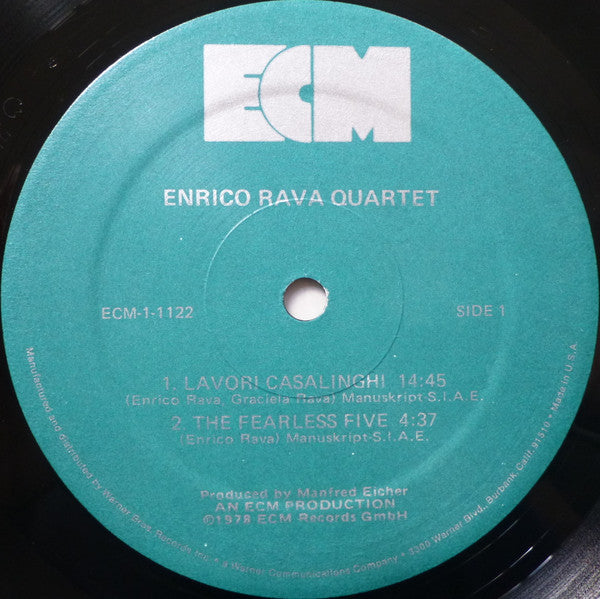 ECM
ENRICO RAVA QUARTET
ECM-1-1122
SIDE 1
1. LAVORI CASALINGHI 14:45
(Enrico Rava, Graciela Rava) Manuskript-S.I.A.E.
2. THE FEARLESS FIVE 4:37
(Enrico Rava) Manuskript-S.I.A.E.
Produced by Manfred Eicher
AN ECM PRODUCTION
©1978 ECM Records GmbH
Manufactured and distributed by Warner Bros. Records Inc. • a Warner Communications Company • 3300 Warner Blvd., Burbank Calif. 91510 • Made in U.S.A.